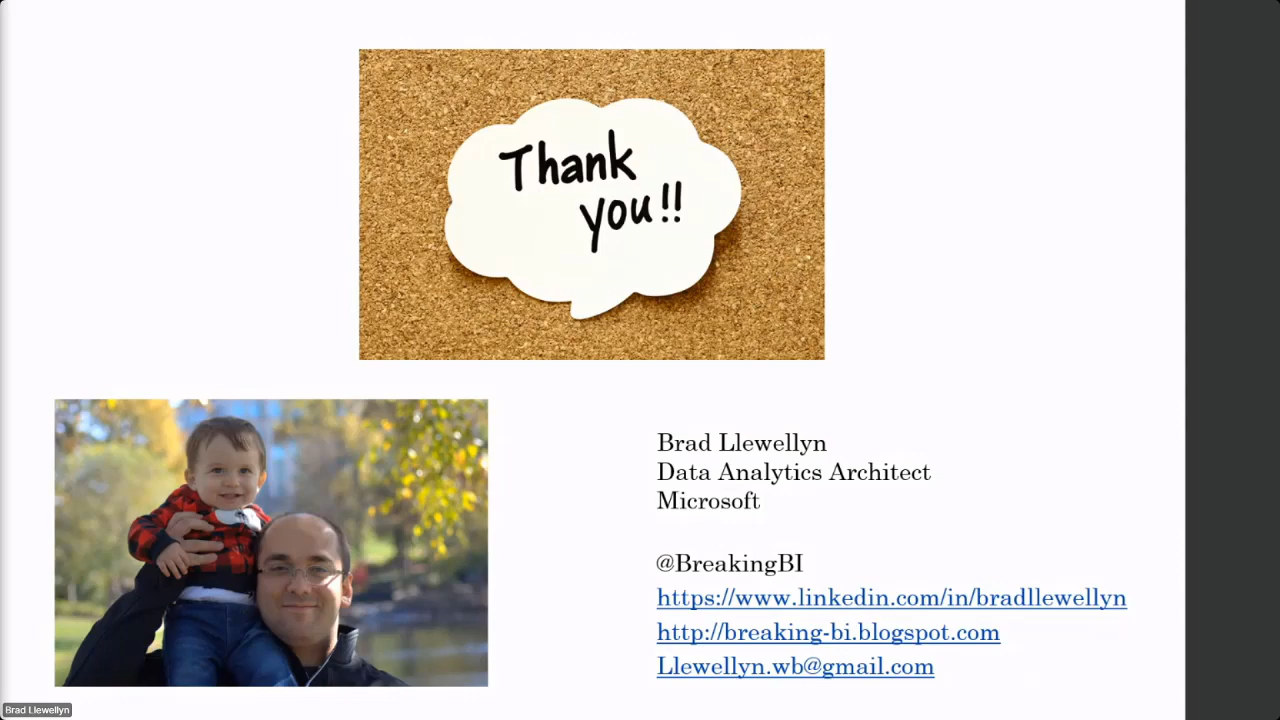 Thank
you!!
Brad Llewellyn
Data Analytics Architect
Microsoft
@BreakingBI
https://www.linkedin.com/in/bradllewellyn
http://breaking-bi.blogspot.com
Llewellyn.wb@gmail.com
Brad Llewellyn